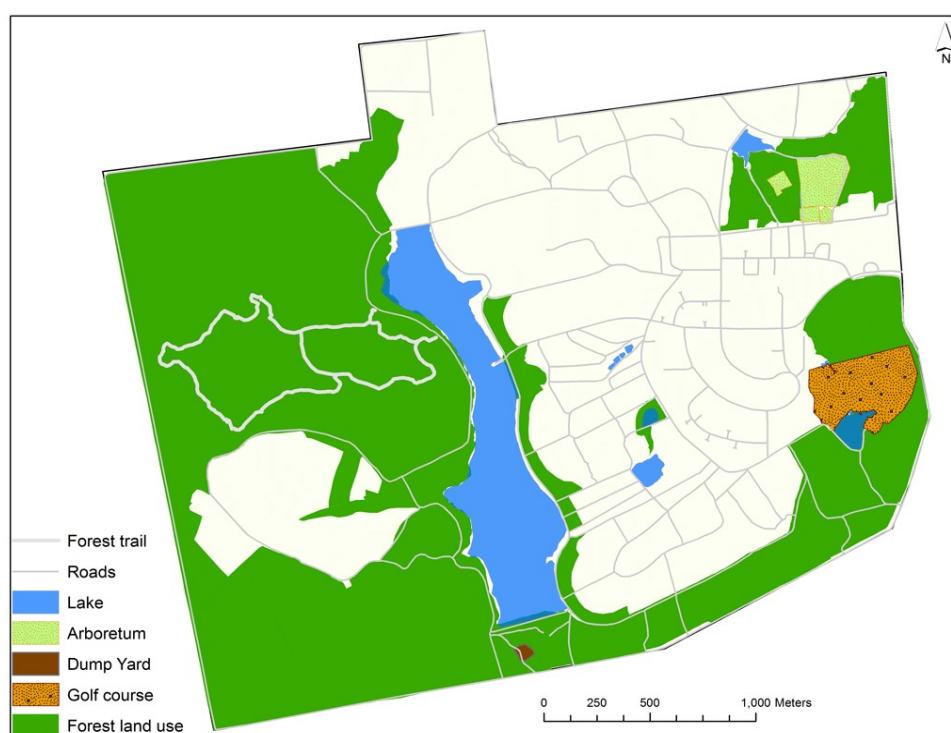 N
Forest trail
Roads
Lake
Arboretum
Dump Yard
Golf course
Forest land use
0 250 500 1,000 Meters